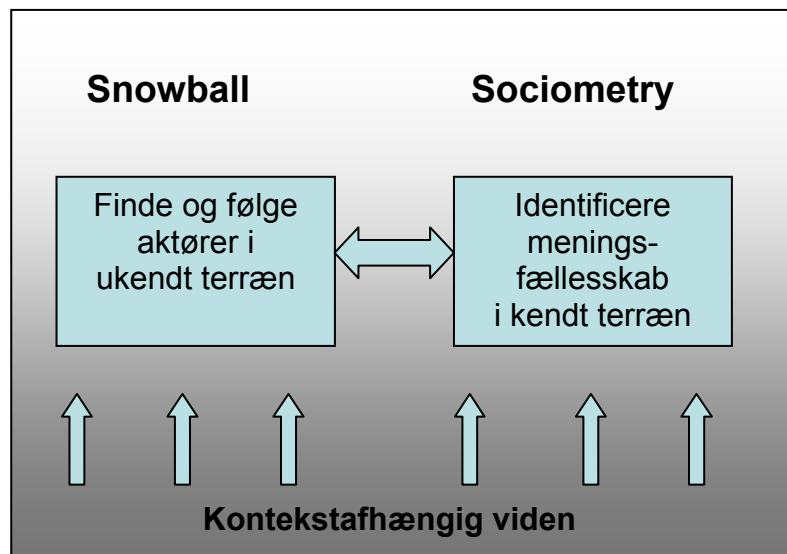 Snowball
Sociometry
Finde og følge
aktører i
ukendt terræn
Identificere
menings-
fællesskab
i kendt terræn
Kontekstafhængig viden